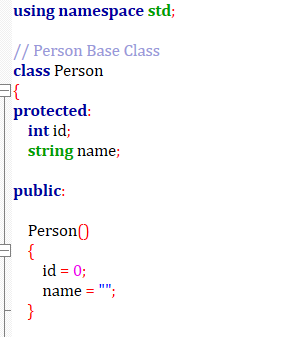 using namespace std;
// Person Base Class
class Person
{
protected:
int id;
string name;
public:
Person()
{
id = 0;
name = "";
}